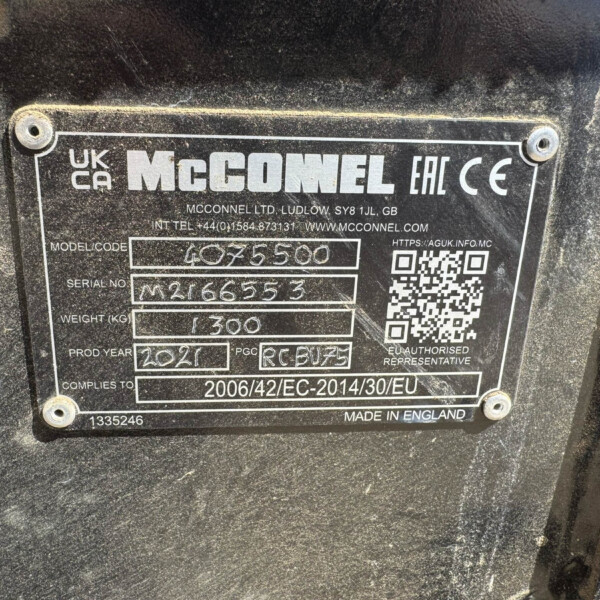 UK
CA
McCONNEL
EAC CE
MCCONNEL LTD, LUDLOW, SY8 1JL, GB
INT TEL +44(0)1584 873131 WWW.MCCONNEL.COM
MODEL/CODE 4075500
HTTPS://AGUK.INFO/MC
SERIAL NO M2166553
WEIGHT (KG) 1300
PROD YEAR 2021 PGC RCBU75
EU AUTHORISED
REPRESENTATIVE
COMPLIES TO 2006/42/EC-2014/30/EU
1335246 MADE IN ENGLAND